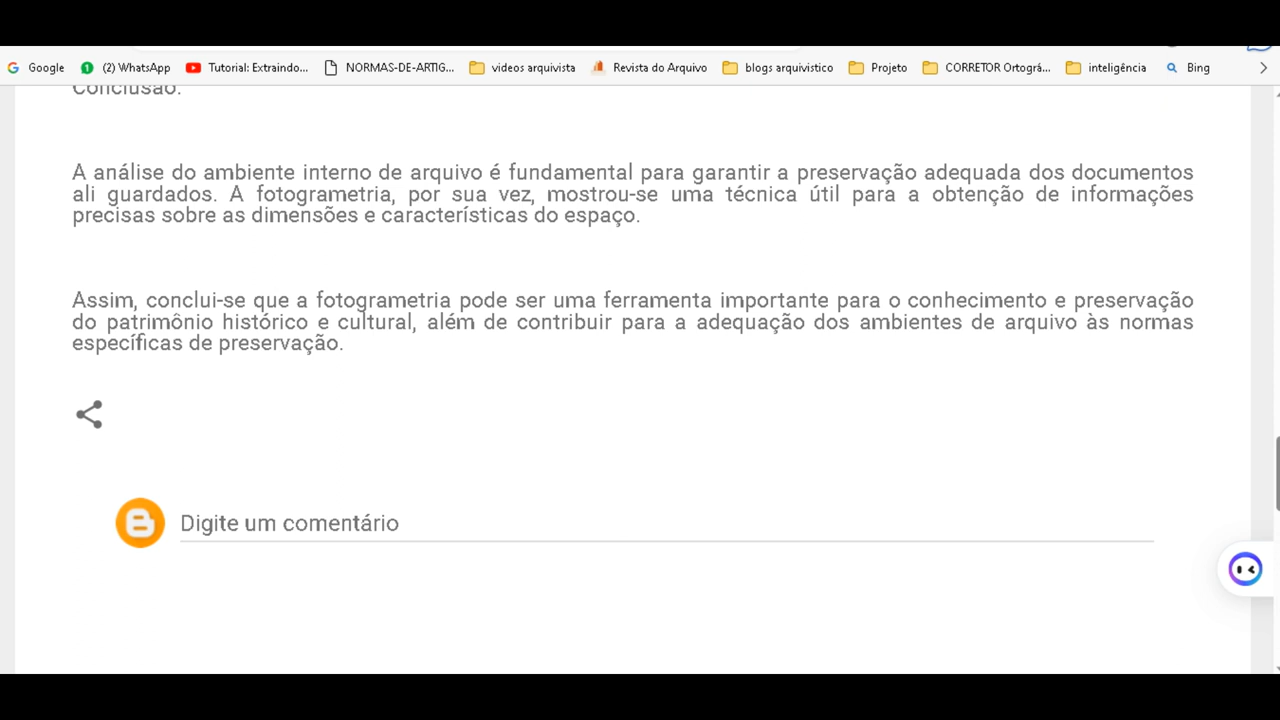 Google (2) WhatsApp Tutorial: Extraindo... NORMAS-DE-ARTIG... videos arquivista Revista do Arquivo blogs arquivistico Projeto CORRETOR Ortográ... inteligência Bing
Conclusão.
A análise do ambiente interno de arquivo é fundamental para garantir a preservação adequada dos documentos
ali guardados. A fotogrametria, por sua vez, mostrou-se uma técnica útil para a obtenção de informações
precisas sobre as dimensões e características do espaço.
Assim, conclui-se que a fotogrametria pode ser uma ferramenta importante para o conhecimento e preservação
do patrimônio histórico e cultural, além de contribuir para a adequação dos ambientes de arquivo às normas
específicas de preservação.
Digite um comentário